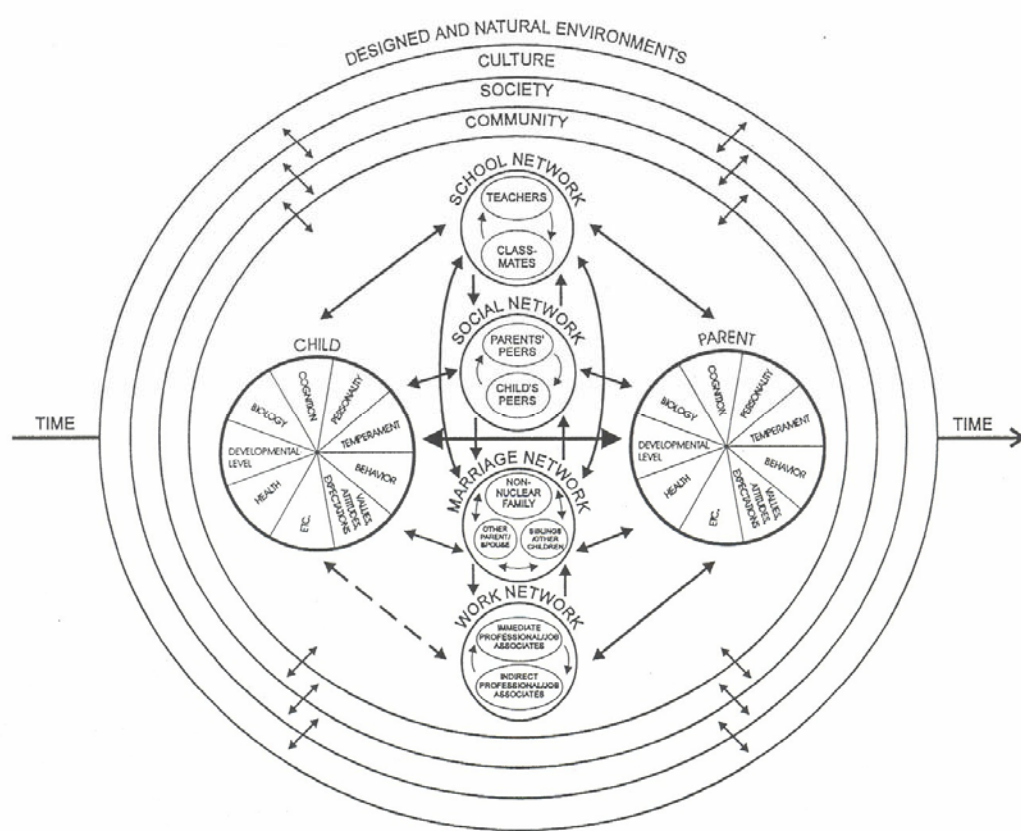 DESIGNED AND NATURAL ENVIRONMENTS
CULTURE
SOCIETY
COMMUNITY
SCHOOL NETWORK
TEACHERS
CLASS-
MATES
SOCIAL NETWORK
PARENTS'
PEERS
CHILD'S
PEERS
CHILD
COGNITION
PERSONALITY
BIOLOGY
TEMPERAMENT
DEVELOPMENTAL
LEVEL
BEHAVIOR
HEALTH
VALUES,
ATTITUDES,
EXPECTATIONS
ETC.
PARENT
COGNITION
PERSONALITY
BIOLOGY
TEMPERAMENT
DEVELOPMENTAL
LEVEL
BEHAVIOR
HEALTH
VALUES,
ATTITUDES,
EXPECTATIONS
ETC.
TIME
TIME
MARRIAGE NETWORK
NON-
NUCLEAR
FAMILY
OTHER
PARENT/
SPOUSE
SIBLINGS
/OTHER
CHILDREN
WORK NETWORK
IMMEDIATE
PROFESSIONAL/JOB
ASSOCIATES
INDIRECT
PROFESSIONAL/JOB
ASSOCIATES